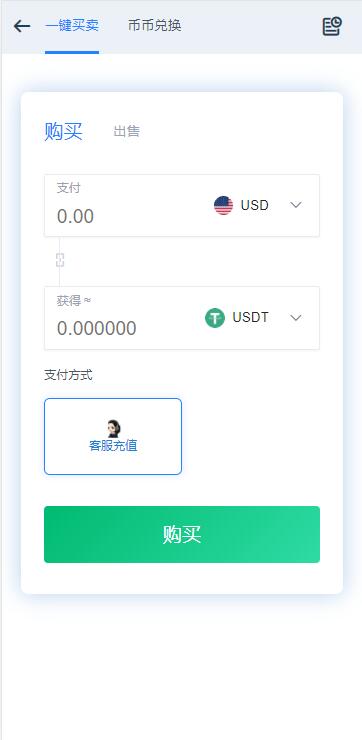 一键买卖 币币兑换
购买 出售
支付
0.00 USD
获得 ≈
0.000000 USDT
支付方式
客服充值
购买